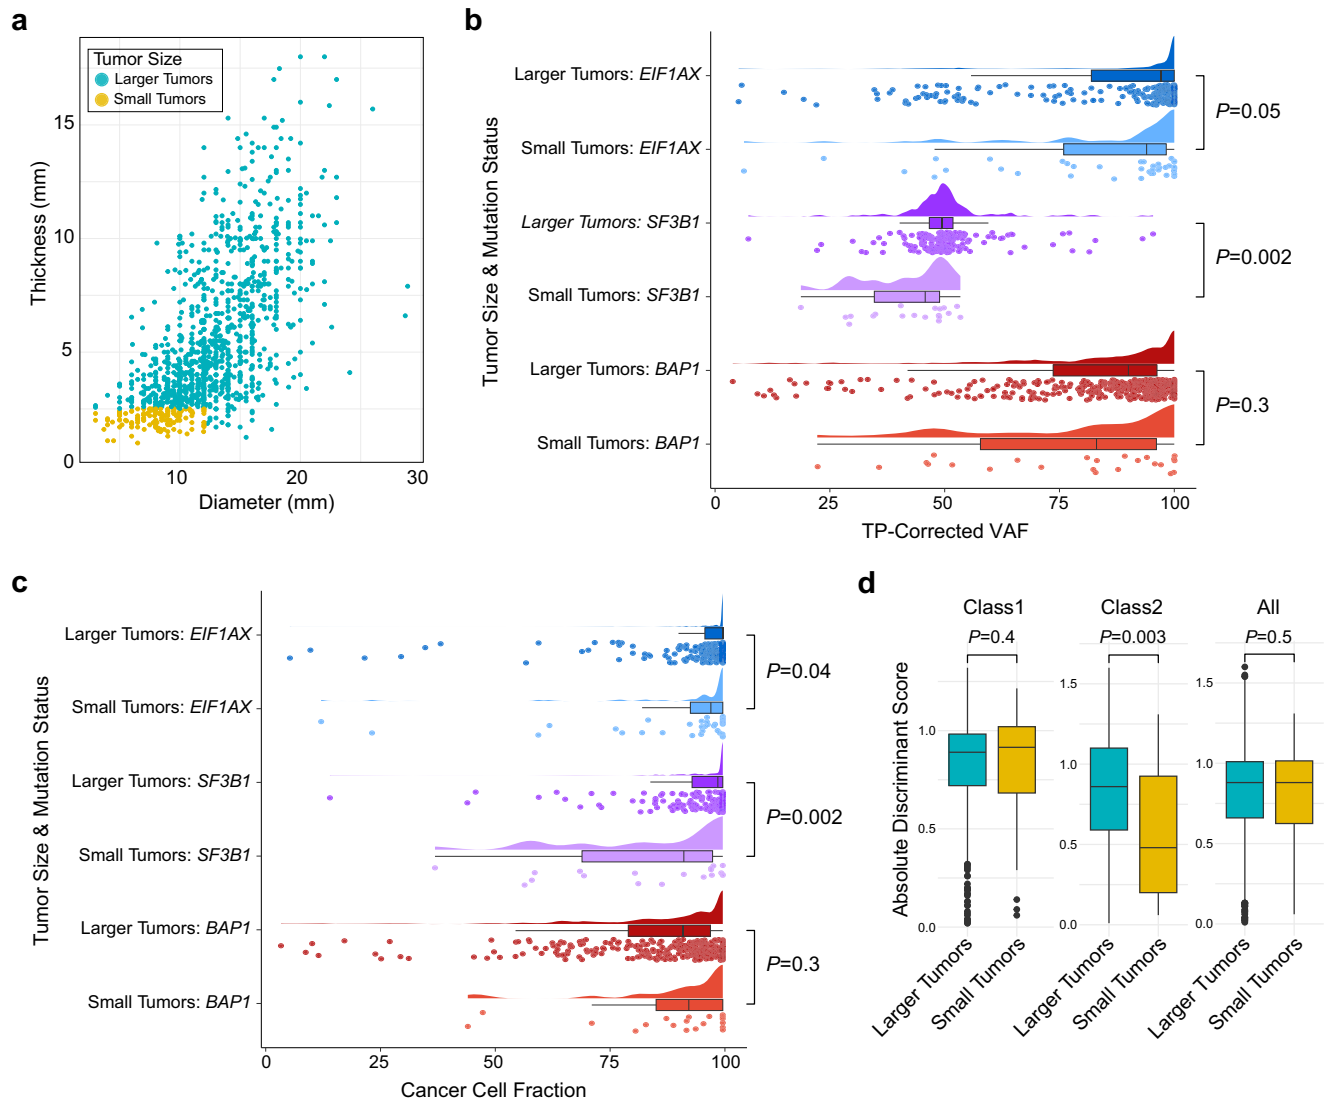 a
Tumor Size
Larger Tumors
Small Tumors
Thickness (mm)
15
10
5
0
10
20
30
Diameter (mm)
b
Tumor Size & Mutation Status
Larger Tumors: EIF1AX
Small Tumors: EIF1AX
Larger Tumors: SF3B1
Small Tumors: SF3B1
Larger Tumors: BAP1
Small Tumors: BAP1
P=0.05
P=0.002
P=0.3
0
25
50
75
100
TP-Corrected VAF
c
Tumor Size & Mutation Status
Larger Tumors: EIF1AX
Small Tumors: EIF1AX
Larger Tumors: SF3B1
Small Tumors: SF3B1
Larger Tumors: BAP1
Small Tumors: BAP1
P=0.04
P=0.002
P=0.3
0
25
50
75
100
Cancer Cell Fraction
d
Absolute Discriminant Score
Class1
P=0.4
1.0
0.5
0.0
Larger Tumors
Small Tumors
Class2
P=0.003
1.5
1.0
0.5
0.0
Larger Tumors
Small Tumors
All
P=0.5
1.5
1.0
0.5
0.0
Larger Tumors
Small Tumors